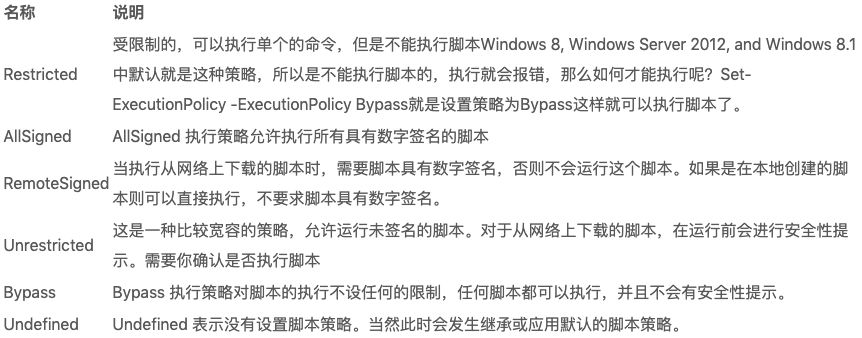 名称 说明
受限制的，可以执行单个的命令，但是不能执行脚本Windows 8, Windows Server 2012, and Windows 8.1
Restricted 中默认就是这种策略，所以是不能执行脚本的，执行就会报错，那么如何才能执行呢？Set-
ExecutionPolicy -ExecutionPolicy Bypass就是设置策略为Bypass这样就可以执行脚本了。
AllSigned AllSigned 执行策略允许执行所有具有数字签名的脚本
当执行从网络上下载的脚本时，需要脚本具有数字签名，否则不会运行这个脚本。如果是在本地创建的脚
RemoteSigned
本则可以直接执行，不要求脚本具有数字签名。
这是一种比较宽容的策略，允许运行未签名的脚本。对于从网络上下载的脚本，在运行前会进行安全性提
Unrestricted
示。需要你确认是否执行脚本
Bypass Bypass 执行策略对脚本的执行不设任何的限制，任何脚本都可以执行，并且不会有安全性提示。
Undefined Undefined 表示没有设置脚本策略。当然此时会发生继承或应用默认的脚本策略。